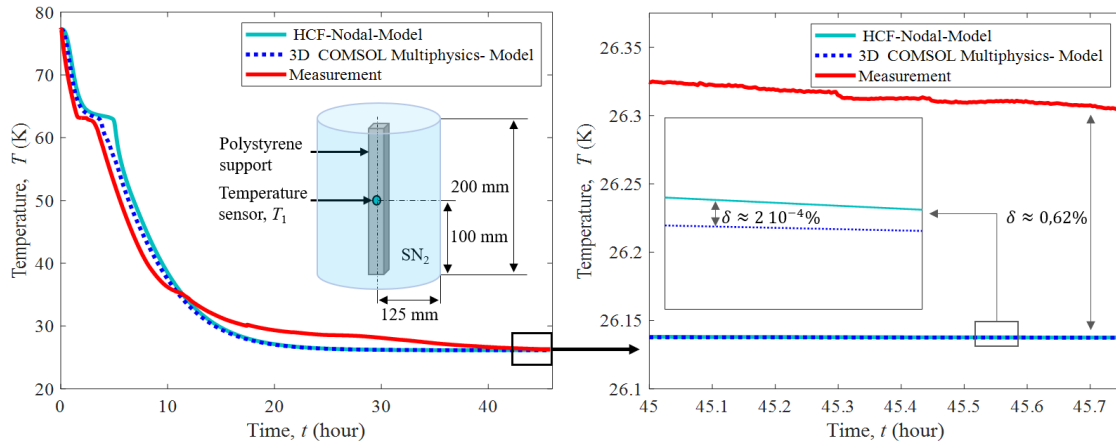 80
70
60
50
40
30
20
0
10
20
30
40
Temperature, T (K)
Time, t (hour)
HCF-Nodal-Model
3D COMSOL Multiphysics- Model
Measurement
Polystyrene
support
Temperature
sensor, T1
200 mm
100 mm
SN2
125 mm
26.35
26.3
26.25
26.2
26.15
26.1
45
45.1
45.2
45.3
45.4
45.5
45.6
45.7
Temperature, T (K)
Time, t (hour)
HCF-Nodal-Model
3D COMSOL Multiphysics- Model
Measurement
δ ≈ 2 10⁻⁴%
δ ≈ 0,62%